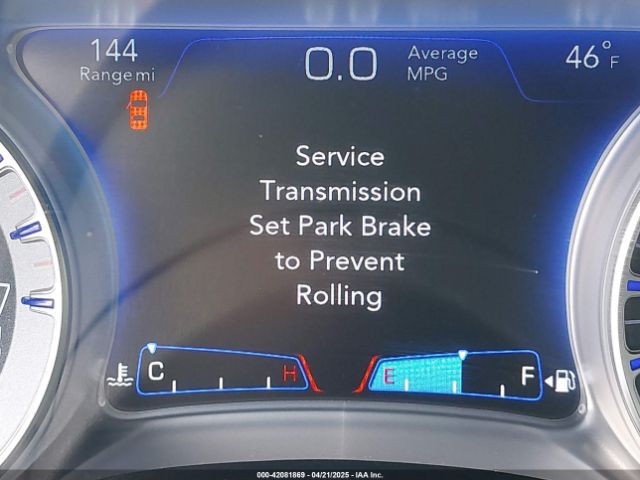 144
Range mi
0.0
Average
MPG
46°F
Service
Transmission
Set Park Brake
to Prevent
Rolling
C
H
E
F
000-42081869 - 04/21/2025 - IAA Inc.